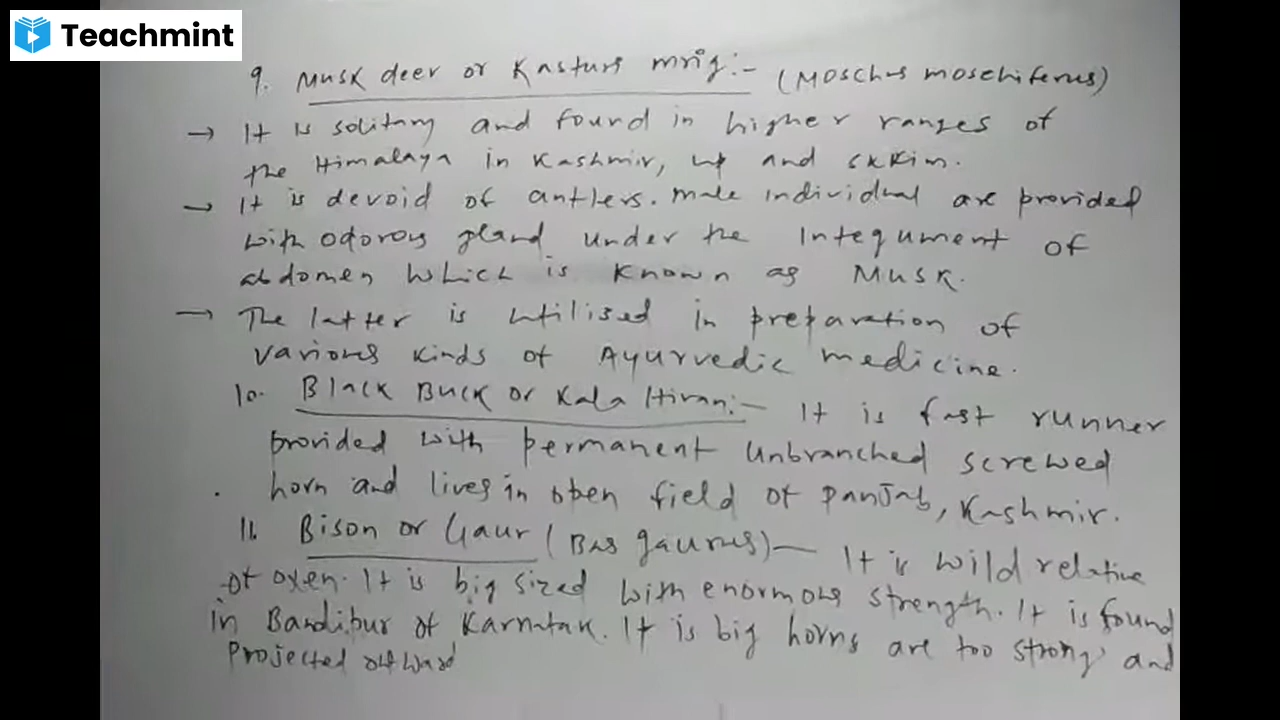 Teachmint
9. Musk deer or Kasturi mrig:- (Moschus moschiferus)
→ It is solitary and found in higher ranges of
the Himalaya in Kashmir, up and skkim.
→ It is devoid of antlers. male individual are provided
with odorous gland under the Integument of
abdomen which is known as Musk.
→ The latter is utilised in preparation of
various kinds of Ayurvedic medicine.
10. Black Buck or Kala Hiran:- It is fast runner
provided with permanent unbranched screwed
horn and lives in open field of Panjab, Kashmir.
11. Bison or Gaur (Bas gaurus)— It is wild relative
of oxen. It is big sized with enormous strength. It is found
in Bandipur of Karnatak. It is big horns are too strong and
Projected outward